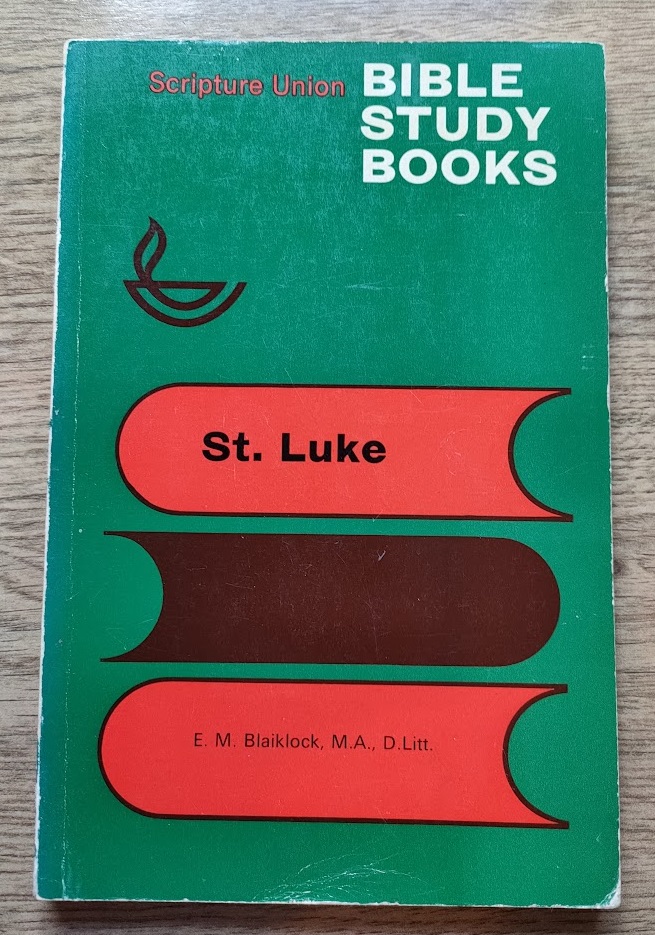 Scripture Union
BIBLE
STUDY
BOOKS
St. Luke
E. M. Blaiklock, M.A., D.Litt.